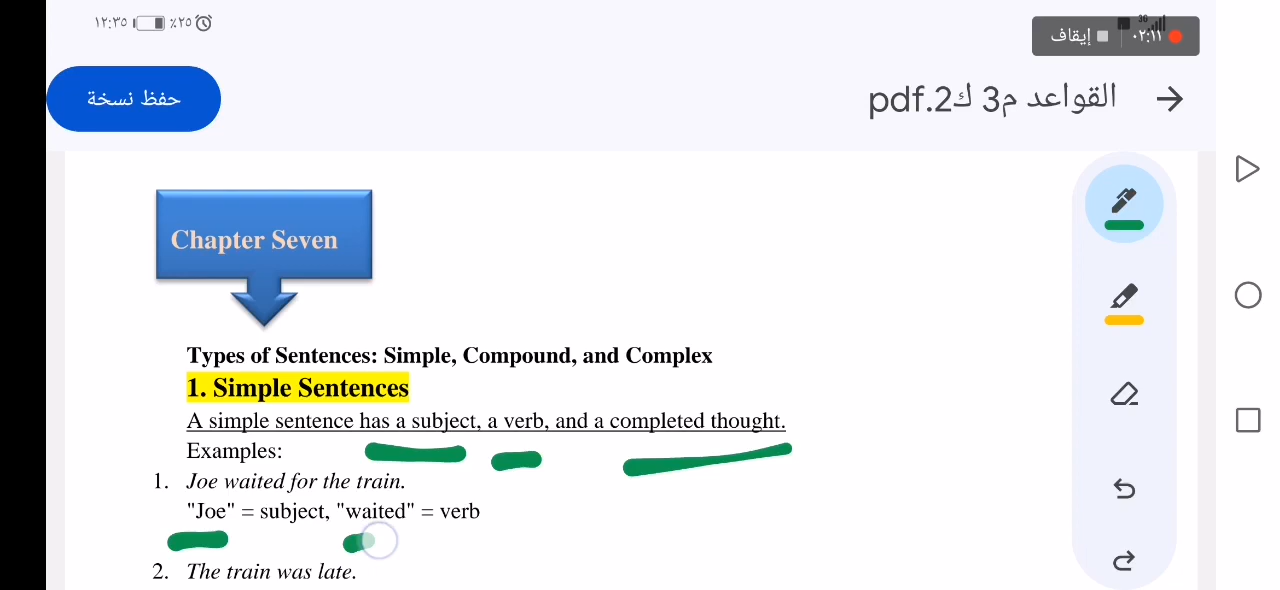 ١٢:٣٥ ٪٢٥
3G
٠٢:١١ إيقاف
القواعد م3 ك2.pdf
حفظ نسخة
Chapter Seven
Types of Sentences: Simple, Compound, and Complex
1. Simple Sentences
A simple sentence has a subject, a verb, and a completed thought.
Examples:
1. Joe waited for the train.
"Joe" = subject, "waited" = verb
2. The train was late.